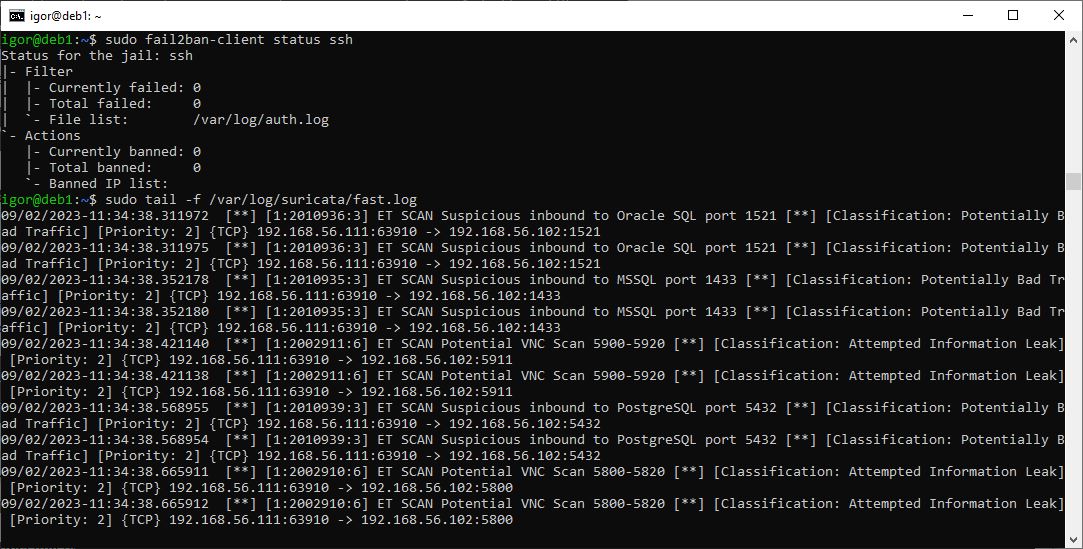 igor@deb1: ~
igor@deb1:~$ sudo fail2ban-client status ssh
Status for the jail: ssh
|- Filter
|  |- Currently failed: 0
|  |- Total failed:     0
|  `- File list:        /var/log/auth.log
`- Actions
   |- Currently banned: 0
   |- Total banned:     0
   `- Banned IP list:
igor@deb1:~$ sudo tail -f /var/log/suricata/fast.log
09/02/2023-11:34:38.311972  [**] [1:2010936:3] ET SCAN Suspicious inbound to Oracle SQL port 1521 [**] [Classification: Potentially B
ad Traffic] [Priority: 2] {TCP} 192.168.56.111:63910 -> 192.168.56.102:1521
09/02/2023-11:34:38.311975  [**] [1:2010936:3] ET SCAN Suspicious inbound to Oracle SQL port 1521 [**] [Classification: Potentially B
ad Traffic] [Priority: 2] {TCP} 192.168.56.111:63910 -> 192.168.56.102:1521
09/02/2023-11:34:38.352178  [**] [1:2010935:3] ET SCAN Suspicious inbound to MSSQL port 1433 [**] [Classification: Potentially Bad Tr
affic] [Priority: 2] {TCP} 192.168.56.111:63910 -> 192.168.56.102:1433
09/02/2023-11:34:38.352180  [**] [1:2010935:3] ET SCAN Suspicious inbound to MSSQL port 1433 [**] [Classification: Potentially Bad Tr
affic] [Priority: 2] {TCP} 192.168.56.111:63910 -> 192.168.56.102:1433
09/02/2023-11:34:38.421140  [**] [1:2002911:6] ET SCAN Potential VNC Scan 5900-5920 [**] [Classification: Attempted Information Leak]
 [Priority: 2] {TCP} 192.168.56.111:63910 -> 192.168.56.102:5911
09/02/2023-11:34:38.421138  [**] [1:2002911:6] ET SCAN Potential VNC Scan 5900-5920 [**] [Classification: Attempted Information Leak]
 [Priority: 2] {TCP} 192.168.56.111:63910 -> 192.168.56.102:5911
09/02/2023-11:34:38.568955  [**] [1:2010939:3] ET SCAN Suspicious inbound to PostgreSQL port 5432 [**] [Classification: Potentially B
ad Traffic] [Priority: 2] {TCP} 192.168.56.111:63910 -> 192.168.56.102:5432
09/02/2023-11:34:38.568954  [**] [1:2010939:3] ET SCAN Suspicious inbound to PostgreSQL port 5432 [**] [Classification: Potentially B
ad Traffic] [Priority: 2] {TCP} 192.168.56.111:63910 -> 192.168.56.102:5432
09/02/2023-11:34:38.665911  [**] [1:2002910:6] ET SCAN Potential VNC Scan 5800-5820 [**] [Classification: Attempted Information Leak]
 [Priority: 2] {TCP} 192.168.56.111:63910 -> 192.168.56.102:5800
09/02/2023-11:34:38.665912  [**] [1:2002910:6] ET SCAN Potential VNC Scan 5800-5820 [**] [Classification: Attempted Information Leak]
 [Priority: 2] {TCP} 192.168.56.111:63910 -> 192.168.56.102:5800